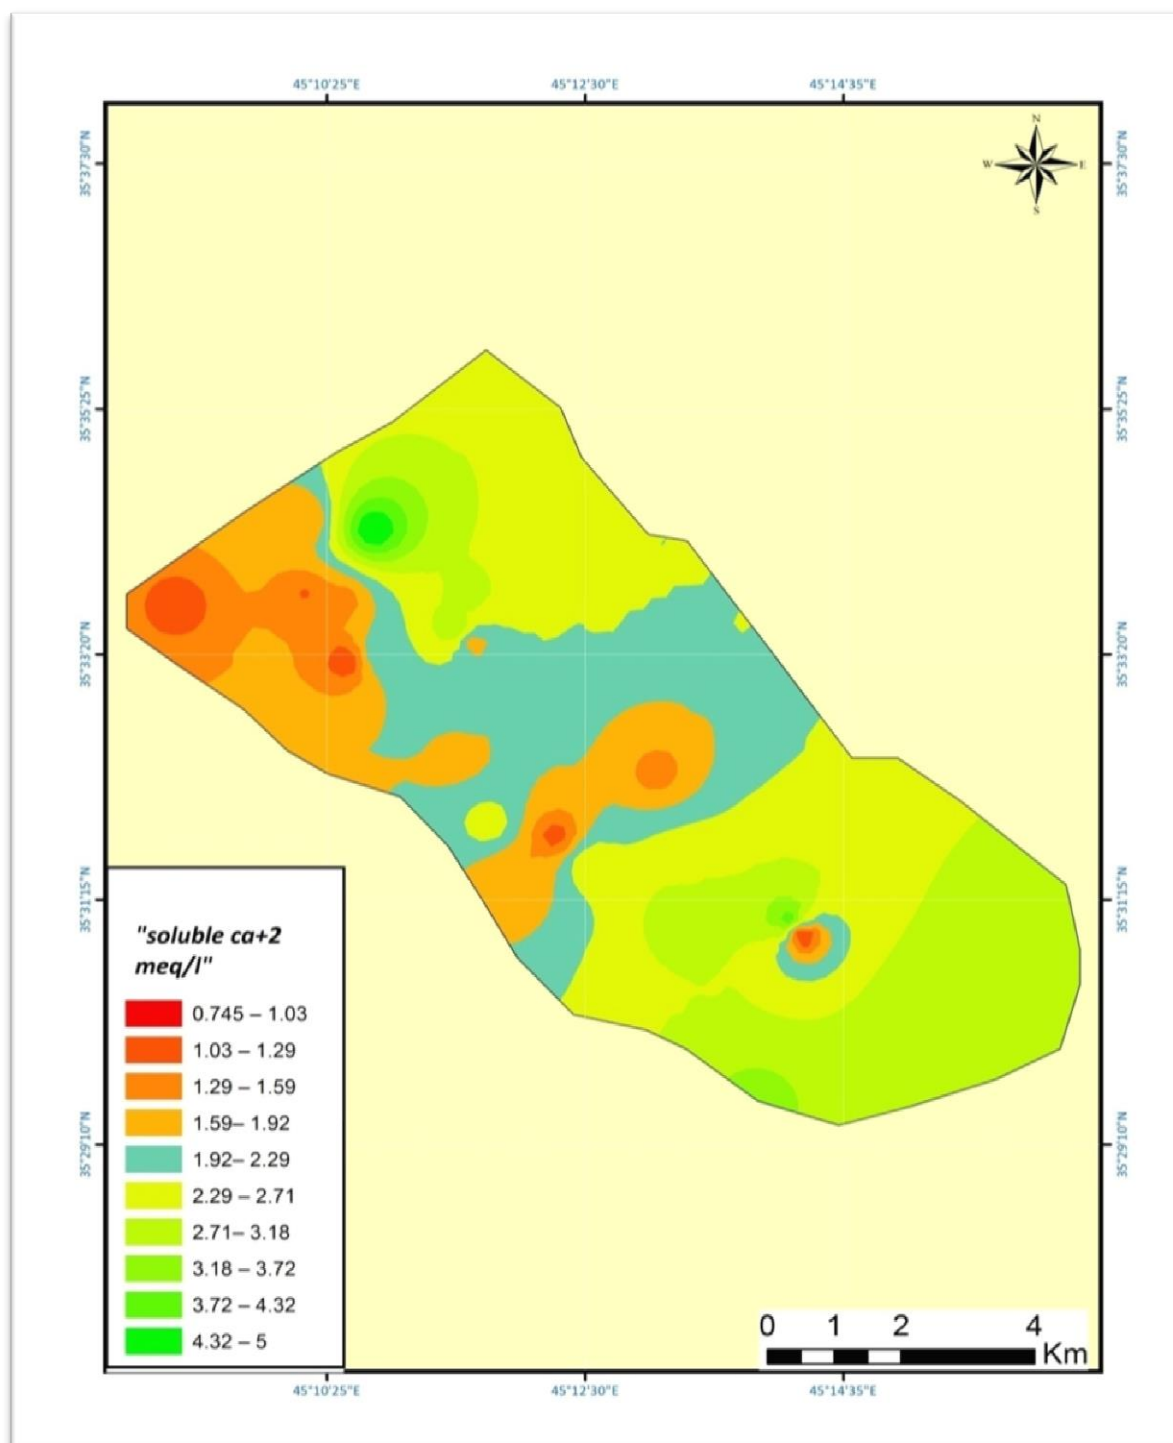 45°10'25"E 45°12'30"E 45°14'35"E
N
W E
S
35°37'30"N 35°37'30"N
35°35'25"N 35°35'25"N
35°33'20"N 35°33'20"N
35°31'15"N 35°31'15"N
35°29'10"N 35°29'10"N
"soluble ca+2
meq/l"
0.745 – 1.03
1.03 – 1.29
1.29 – 1.59
1.59– 1.92
1.92– 2.29
2.29 – 2.71
2.71– 3.18
3.18 – 3.72
3.72 – 4.32
4.32 – 5
0 1 2 4
Km
45°10'25"E 45°12'30"E 45°14'35"E